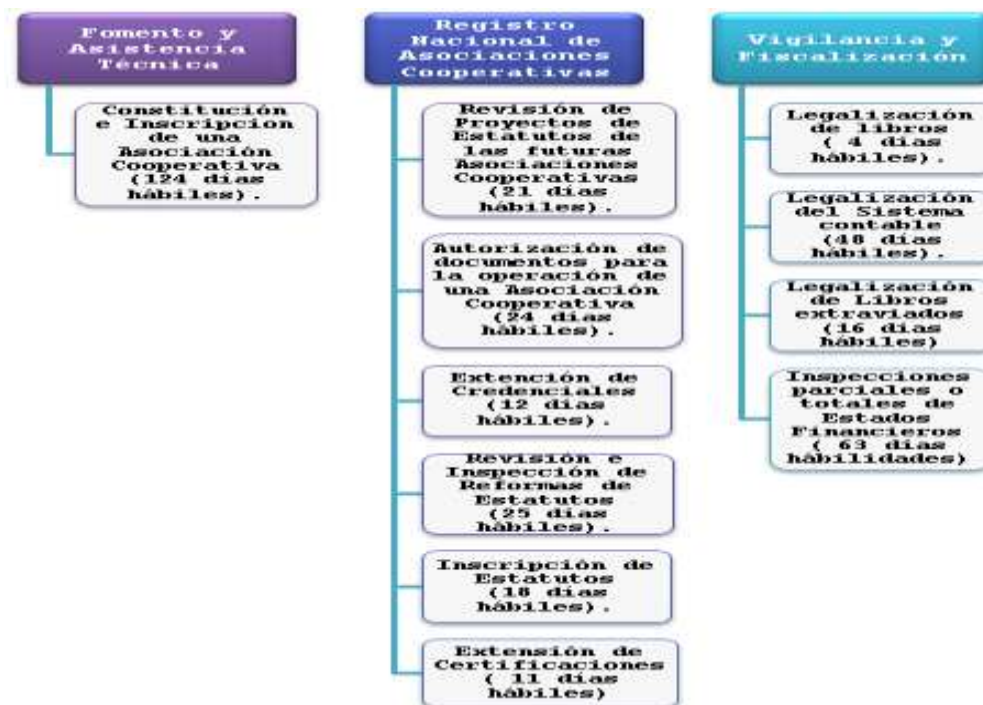 Fomento y
Asistencia
Técnica
Constitución
e Inscripcion
de una
Asociación
Cooperativa
(124 días
hábiles).
Registro
Nacional de
Asociaciones
Cooperativas
Revisión de
Proyectos de
Estatutos de
las futuras
Asociaciones
Cooperativas
(21 días
hábiles).
Autorización de
documentos para
la operación de
una Asociación
Cooperativa
(24 días
hábiles).
Extención de
Credenciales
(12 días
hábiles).
Revisión e
Inspección de
Reformas de
Estatutos
(25 días
hábiles).
Inscripción de
Estatutos
(18 días
hábiles).
Extensión de
Certificaciones
( 11 días
hábiles)
Vigilancia y
Fiscalización
Legalización
de libros
( 4 días
hábiles).
Legalización
del Sistema
contable
(48 días
hábiles).
Legalización
de Libros
extraviados
(16 días
hábiles)
Inspecciones
parciales o
totales de
Estados
Financieros
( 63 días
hábilidades)